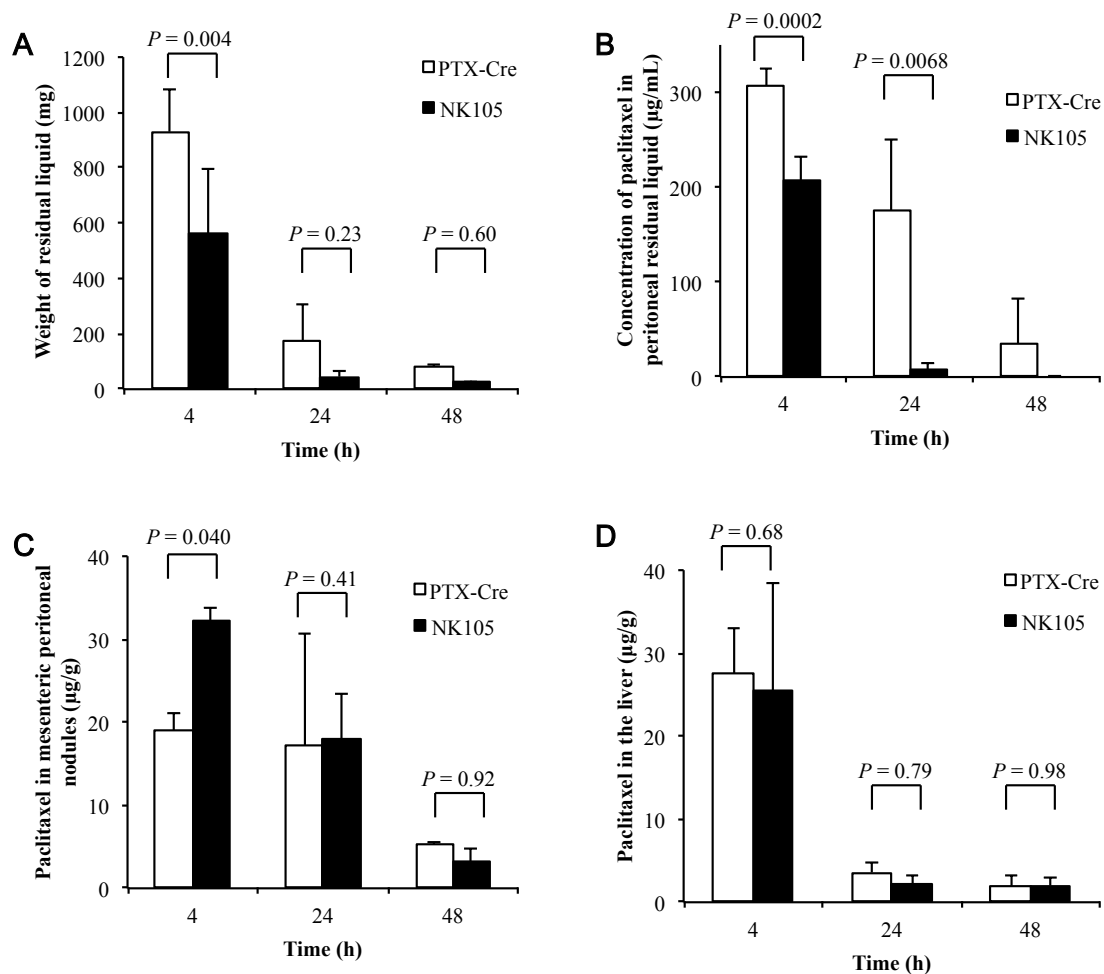 A
P = 0.004
1200
1000
800
600
400
200
0
Weight of residual liquid (mg)
PTX-Cre
NK105
P = 0.23
P = 0.60
4
24
48
Time (h)
B
P = 0.0002
P = 0.0068
300
200
100
0
Concentration of paclitaxel in
peritoneal residual liquid (µg/mL)
PTX-Cre
NK105
4
24
48
Time (h)
C
P = 0.040
40
30
20
10
0
Paclitaxel in mesenteric peritoneal
nodules (µg/g)
P = 0.41
PTX-Cre
NK105
P = 0.92
4
24
48
Time (h)
D
P = 0.68
40
30
20
10
0
Paclitaxel in the liver (µg/g)
PTX-Cre
NK105
P = 0.79
P = 0.98
4
24
48
Time (h)